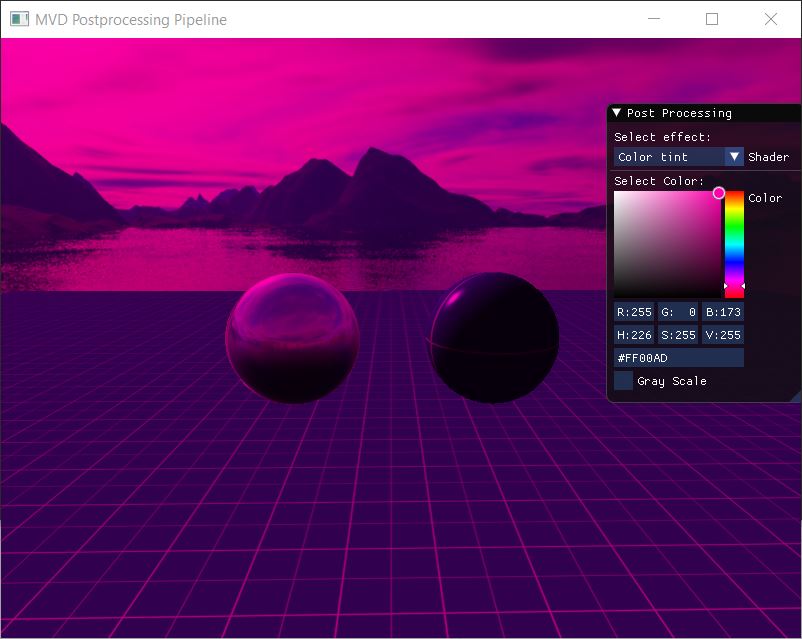 MVD Postprocessing Pipeline
Post Processing
Select effect:
Color tint Shader
Select Color:
Color
R:255 G: 0 B:173
H:226 S:255 V:255
#FF00AD
Gray Scale